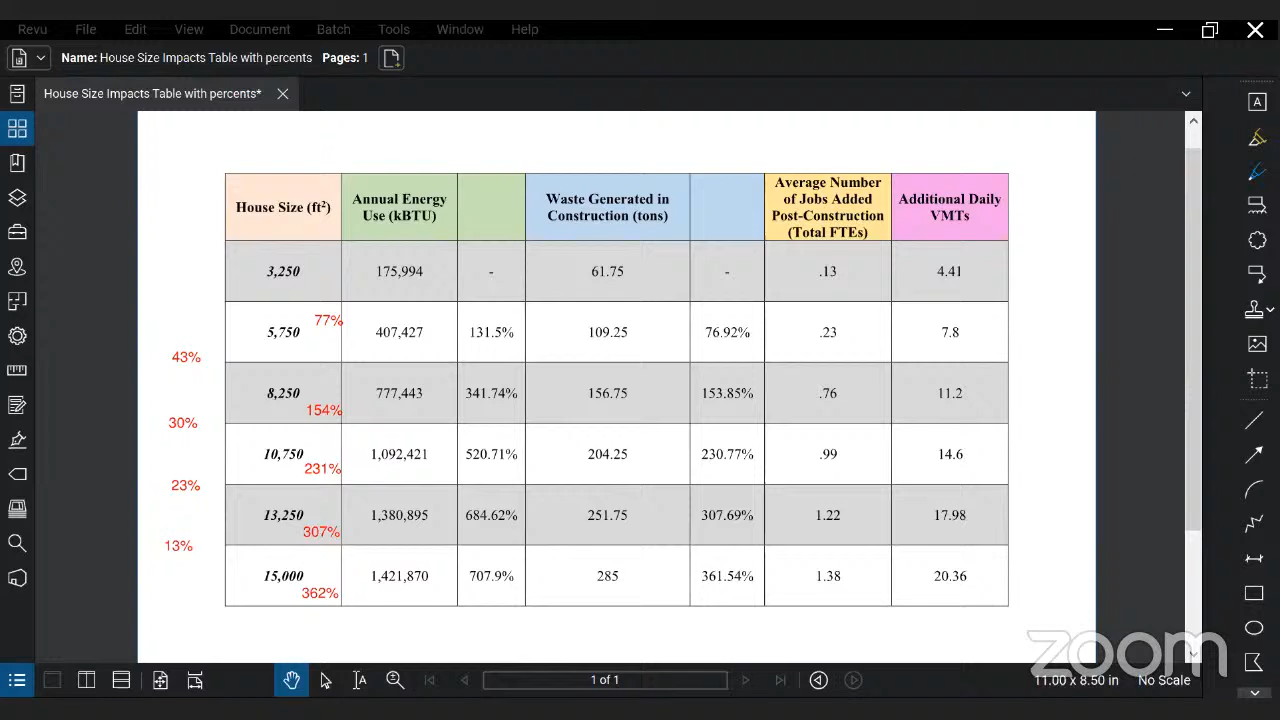 Revu File Edit View Document Batch Tools Window Help
Name: House Size Impacts Table with percents Pages: 1
House Size Impacts Table with percents*
House Size (ft²)
Annual Energy
Use (kBTU)
Waste Generated in
Construction (tons)
Average Number
of Jobs Added
Post-Construction
(Total FTEs)
Additional Daily
VMTs
3,250 175,994 - 61.75 - .13 4.41
77%
5,750 407,427 131.5% 109.25 76.92% .23 7.8
43%
8,250 777,443 341.74% 156.75 153.85% .76 11.2
154%
30%
10,750 1,092,421 520.71% 204.25 230.77% .99 14.6
231%
23%
13,250 1,380,895 684.62% 251.75 307.69% 1.22 17.98
307%
13%
15,000 1,421,870 707.9% 285 361.54% 1.38 20.36
362%
zoom
1 of 1
11.00 x 8.50 in No Scale